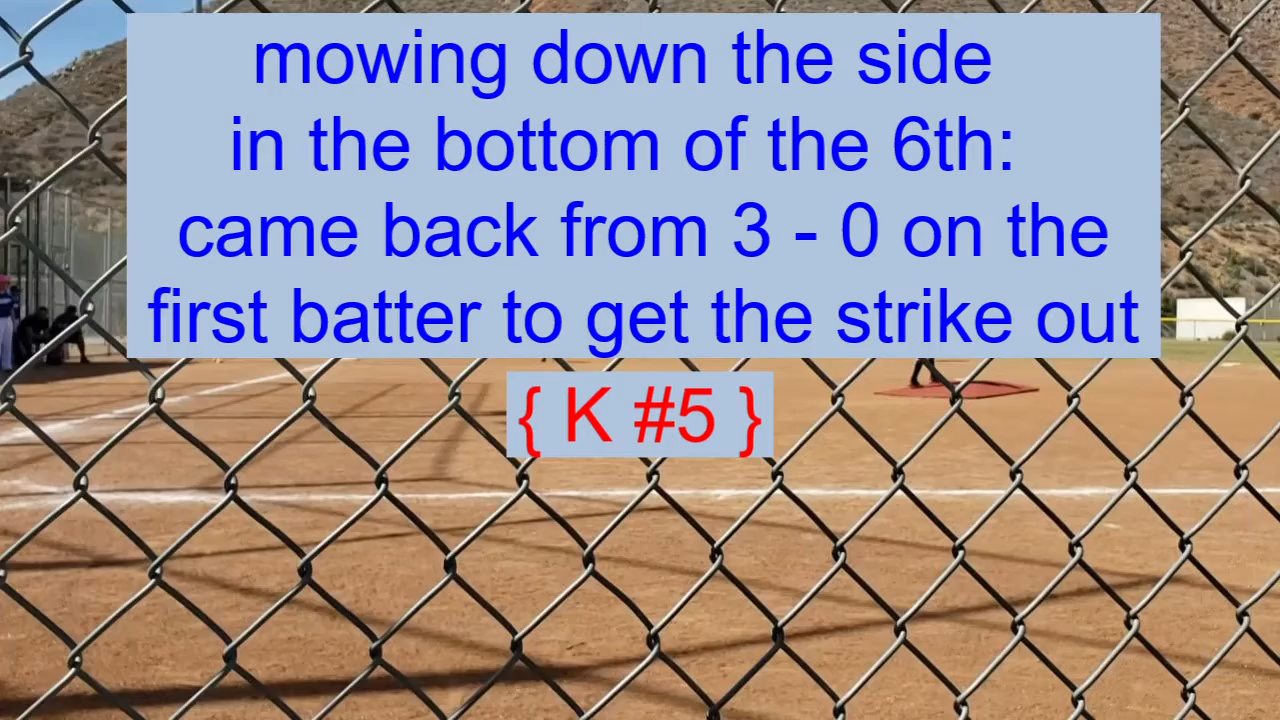 mowing down the side
in the bottom of the 6th:
came back from 3 - 0 on the
first batter to get the strike out
{ K #5 }